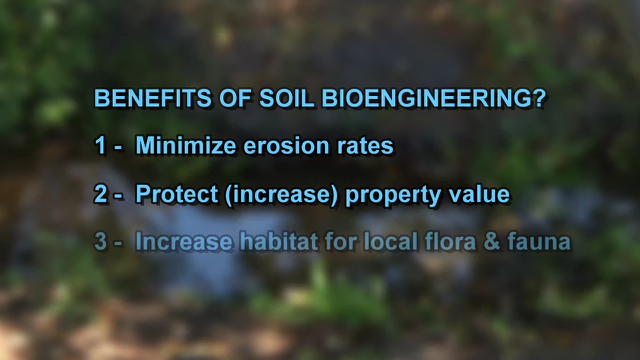 BENEFITS OF SOIL BIOENGINEERING?
1 - Minimize erosion rates
2 - Protect (increase) property value
3 - Increase habitat for local flora & fauna